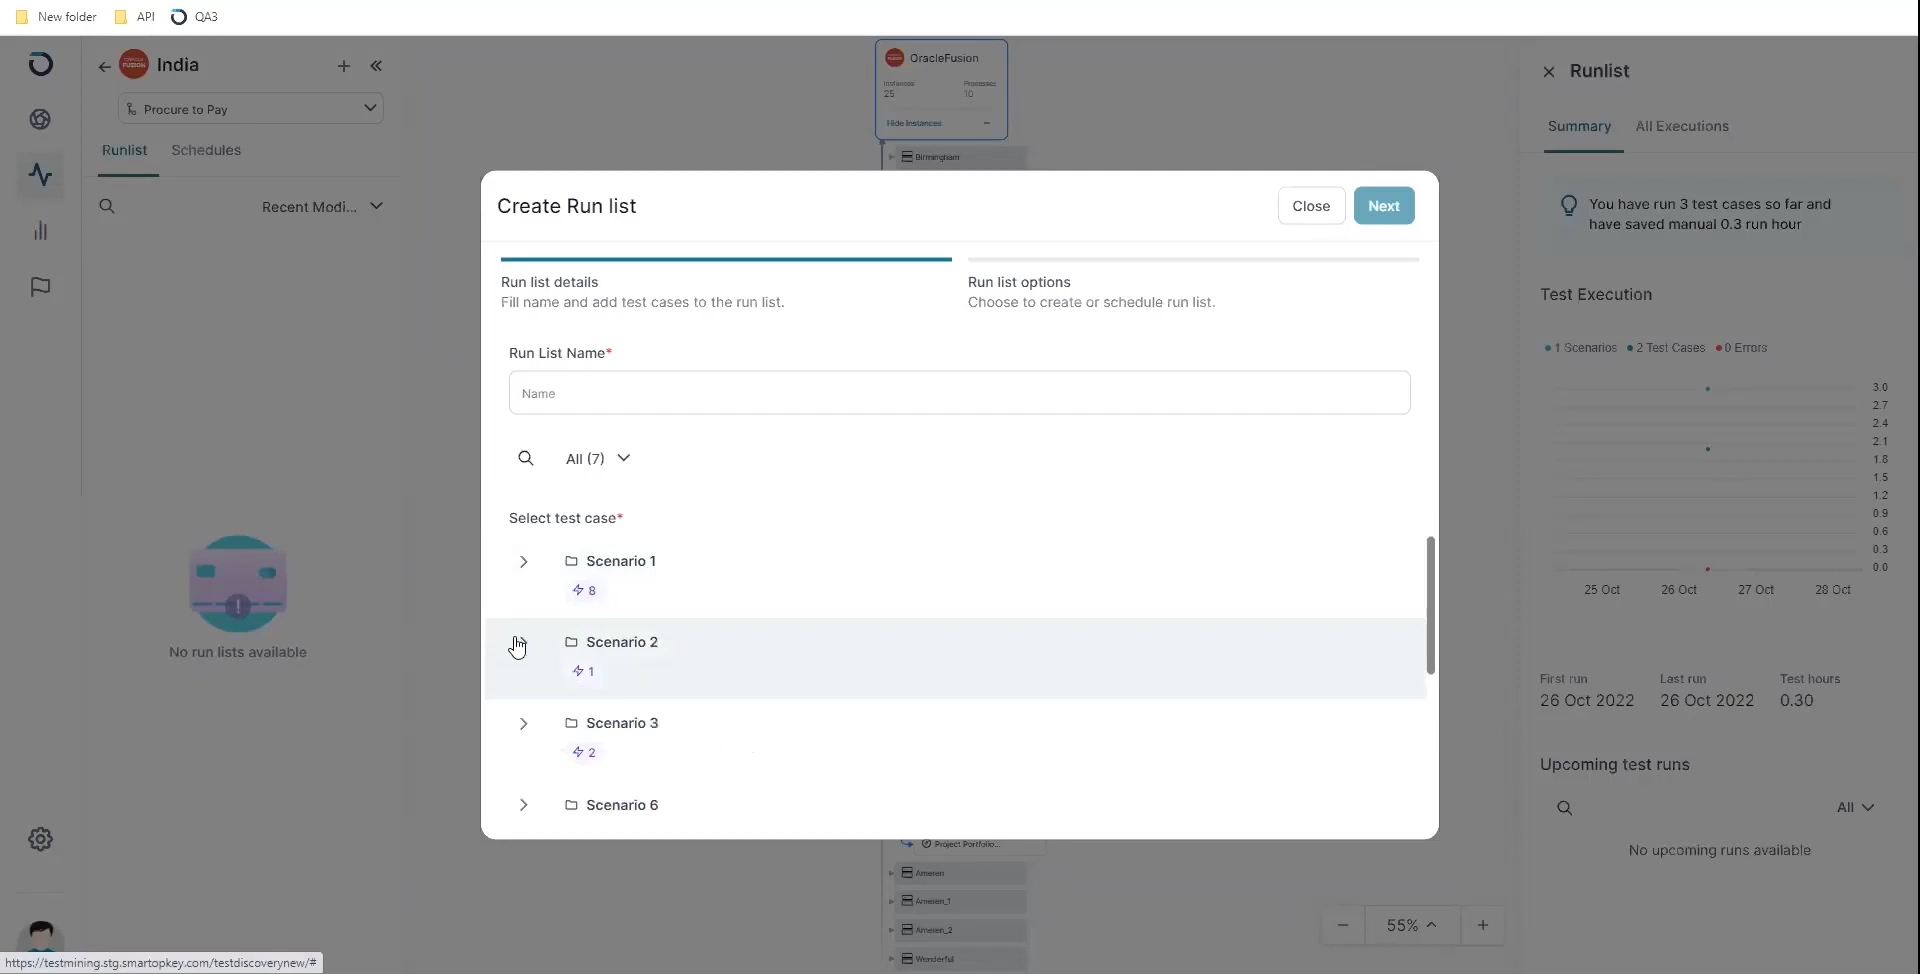 New folder
API
QA3
India
Procure to Pay
Runlist
Schedules
Recent Modi...
No run lists available
https://testmining.stg.smartopkey.com/testdiscoverynew/#
OracleFusion
Instances
Processes
25
10
Hide Instances
Birmingham
Create Run list
Close
Next
Run list details
Fill name and add test cases to the run list.
Run list options
Choose to create or schedule run list.
Run List Name*
Name
All (7)
Select test case*
Scenario 1
8
Scenario 2
1
Scenario 3
2
Scenario 6
Project Portfolio...
Ameren
Ameren_1
Ameren_2
Wonderful
55%
Runlist
Summary
All Executions
You have run 3 test cases so far and
have saved manual 0.3 run hour
Test Execution
1 Scenarios
2 Test Cases
0 Errors
3.0
2.7
2.4
2.1
1.8
1.5
1.2
0.9
0.6
0.3
0.0
25 Oct
26 Oct
27 Oct
28 Oct
First run
Last run
Test hours
26 Oct 2022
26 Oct 2022
0.30
Upcoming test runs
All
No upcoming runs available